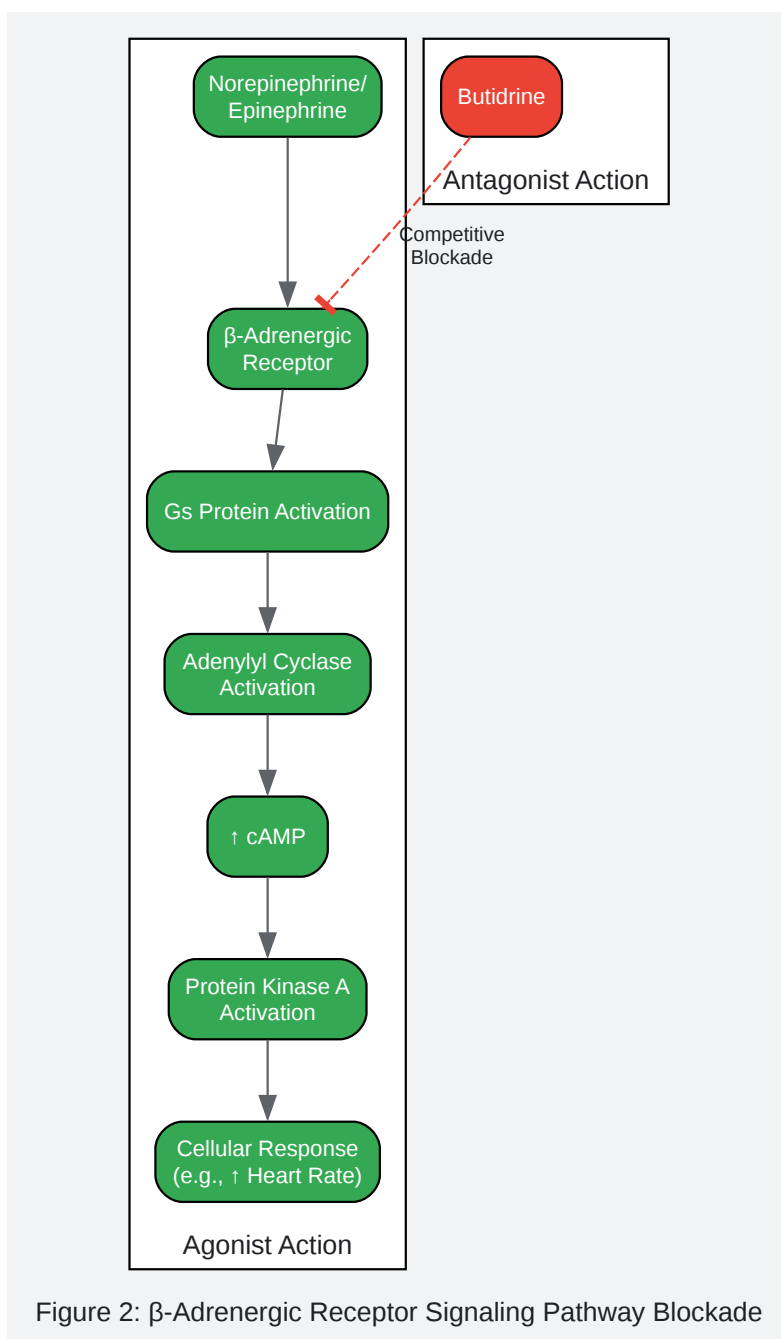 Norepinephrine/
Epinephrine
Butidrine
Antagonist Action
Competitive
Blockade
β-Adrenergic
Receptor
Gs Protein Activation
Adenylyl Cyclase
Activation
↑ cAMP
Protein Kinase A
Activation
Cellular Response
(e.g., ↑ Heart Rate)
Agonist Action
Figure 2: β-Adrenergic Receptor Signaling Pathway Blockade